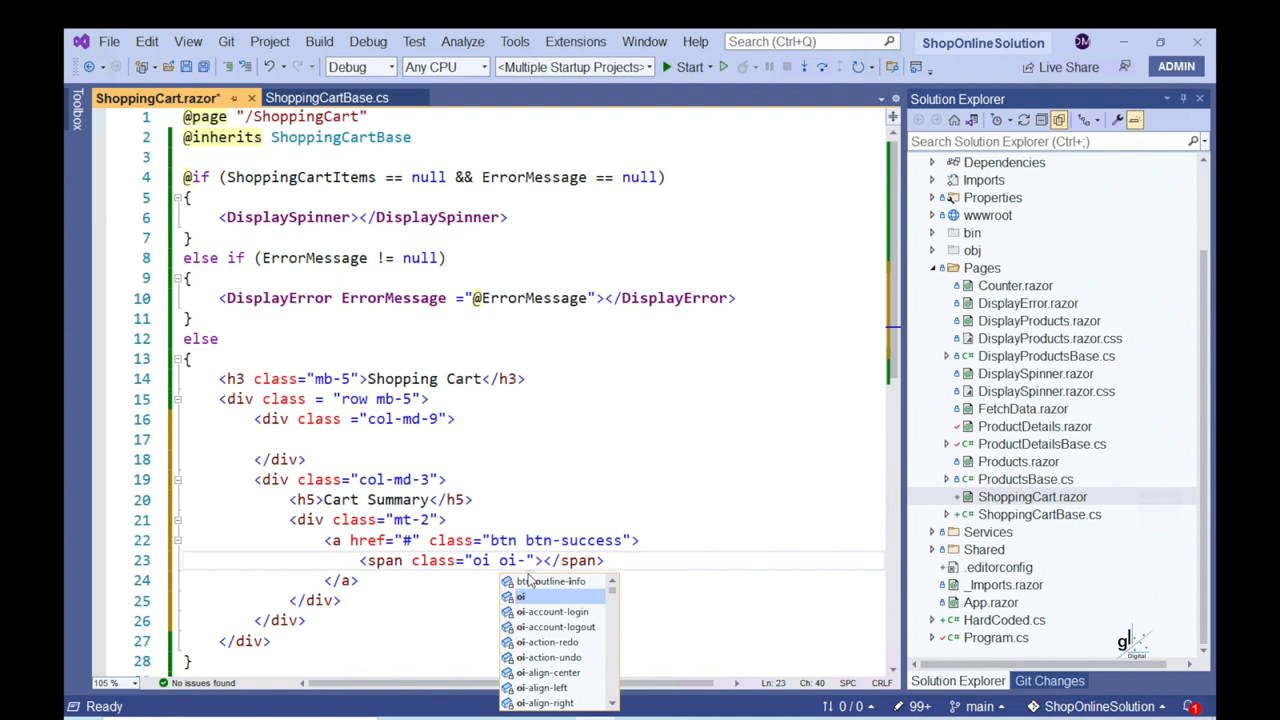 File Edit View Git Project Build Debug Test Analyze Tools Extensions Window Help Search (Ctrl+Q) ShopOnlineSolution DM
Debug Any CPU <Multiple Startup Projects> Start Live Share ADMIN
Toolbox
ShoppingCart.razor* ShoppingCartBase.cs
1 @page "/ShoppingCart"
2 @inherits ShoppingCartBase
3
4 @if (ShoppingCartItems == null && ErrorMessage == null)
5 {
6 <DisplaySpinner></DisplaySpinner>
7 }
8 else if (ErrorMessage != null)
9 {
10 <DisplayError ErrorMessage ="@ErrorMessage"></DisplayError>
11 }
12 else
13 {
14 <h3 class="mb-5">Shopping Cart</h3>
15 <div class = "row mb-5">
16 <div class ="col-md-9">
17
18 </div>
19 <div class="col-md-3">
20 <h5>Cart Summary</h5>
21 <div class="mt-2">
22 <a href="#" class="btn btn-success">
23 <span class="oi oi-"></span>
24 </a>
25 </div>
26 </div>
27 </div>
28 }
btn-outline-info
oi
oi-account-login
oi-account-logout
oi-action-redo
oi-action-undo
oi-align-center
oi-align-left
oi-align-right
105 % No issues found Ln: 23 Ch: 40 SPC CRLF
Solution Explorer
Search Solution Explorer (Ctrl+;)
Dependencies
Imports
Properties
wwwroot
bin
obj
Pages
Counter.razor
DisplayError.razor
DisplayProducts.razor
DisplayProducts.razor.css
DisplayProductsBase.cs
DisplaySpinner.razor
DisplaySpinner.razor.css
FetchData.razor
ProductDetails.razor
ProductDetailsBase.cs
Products.razor
ProductsBase.cs
ShoppingCart.razor
ShoppingCartBase.cs
Services
Shared
.editorconfig
_Imports.razor
App.razor
HardCoded.cs
Program.cs
gl
Digital
Solution Explorer Git Changes
Ready 0 / 0 99+ main ShopOnlineSolution 1